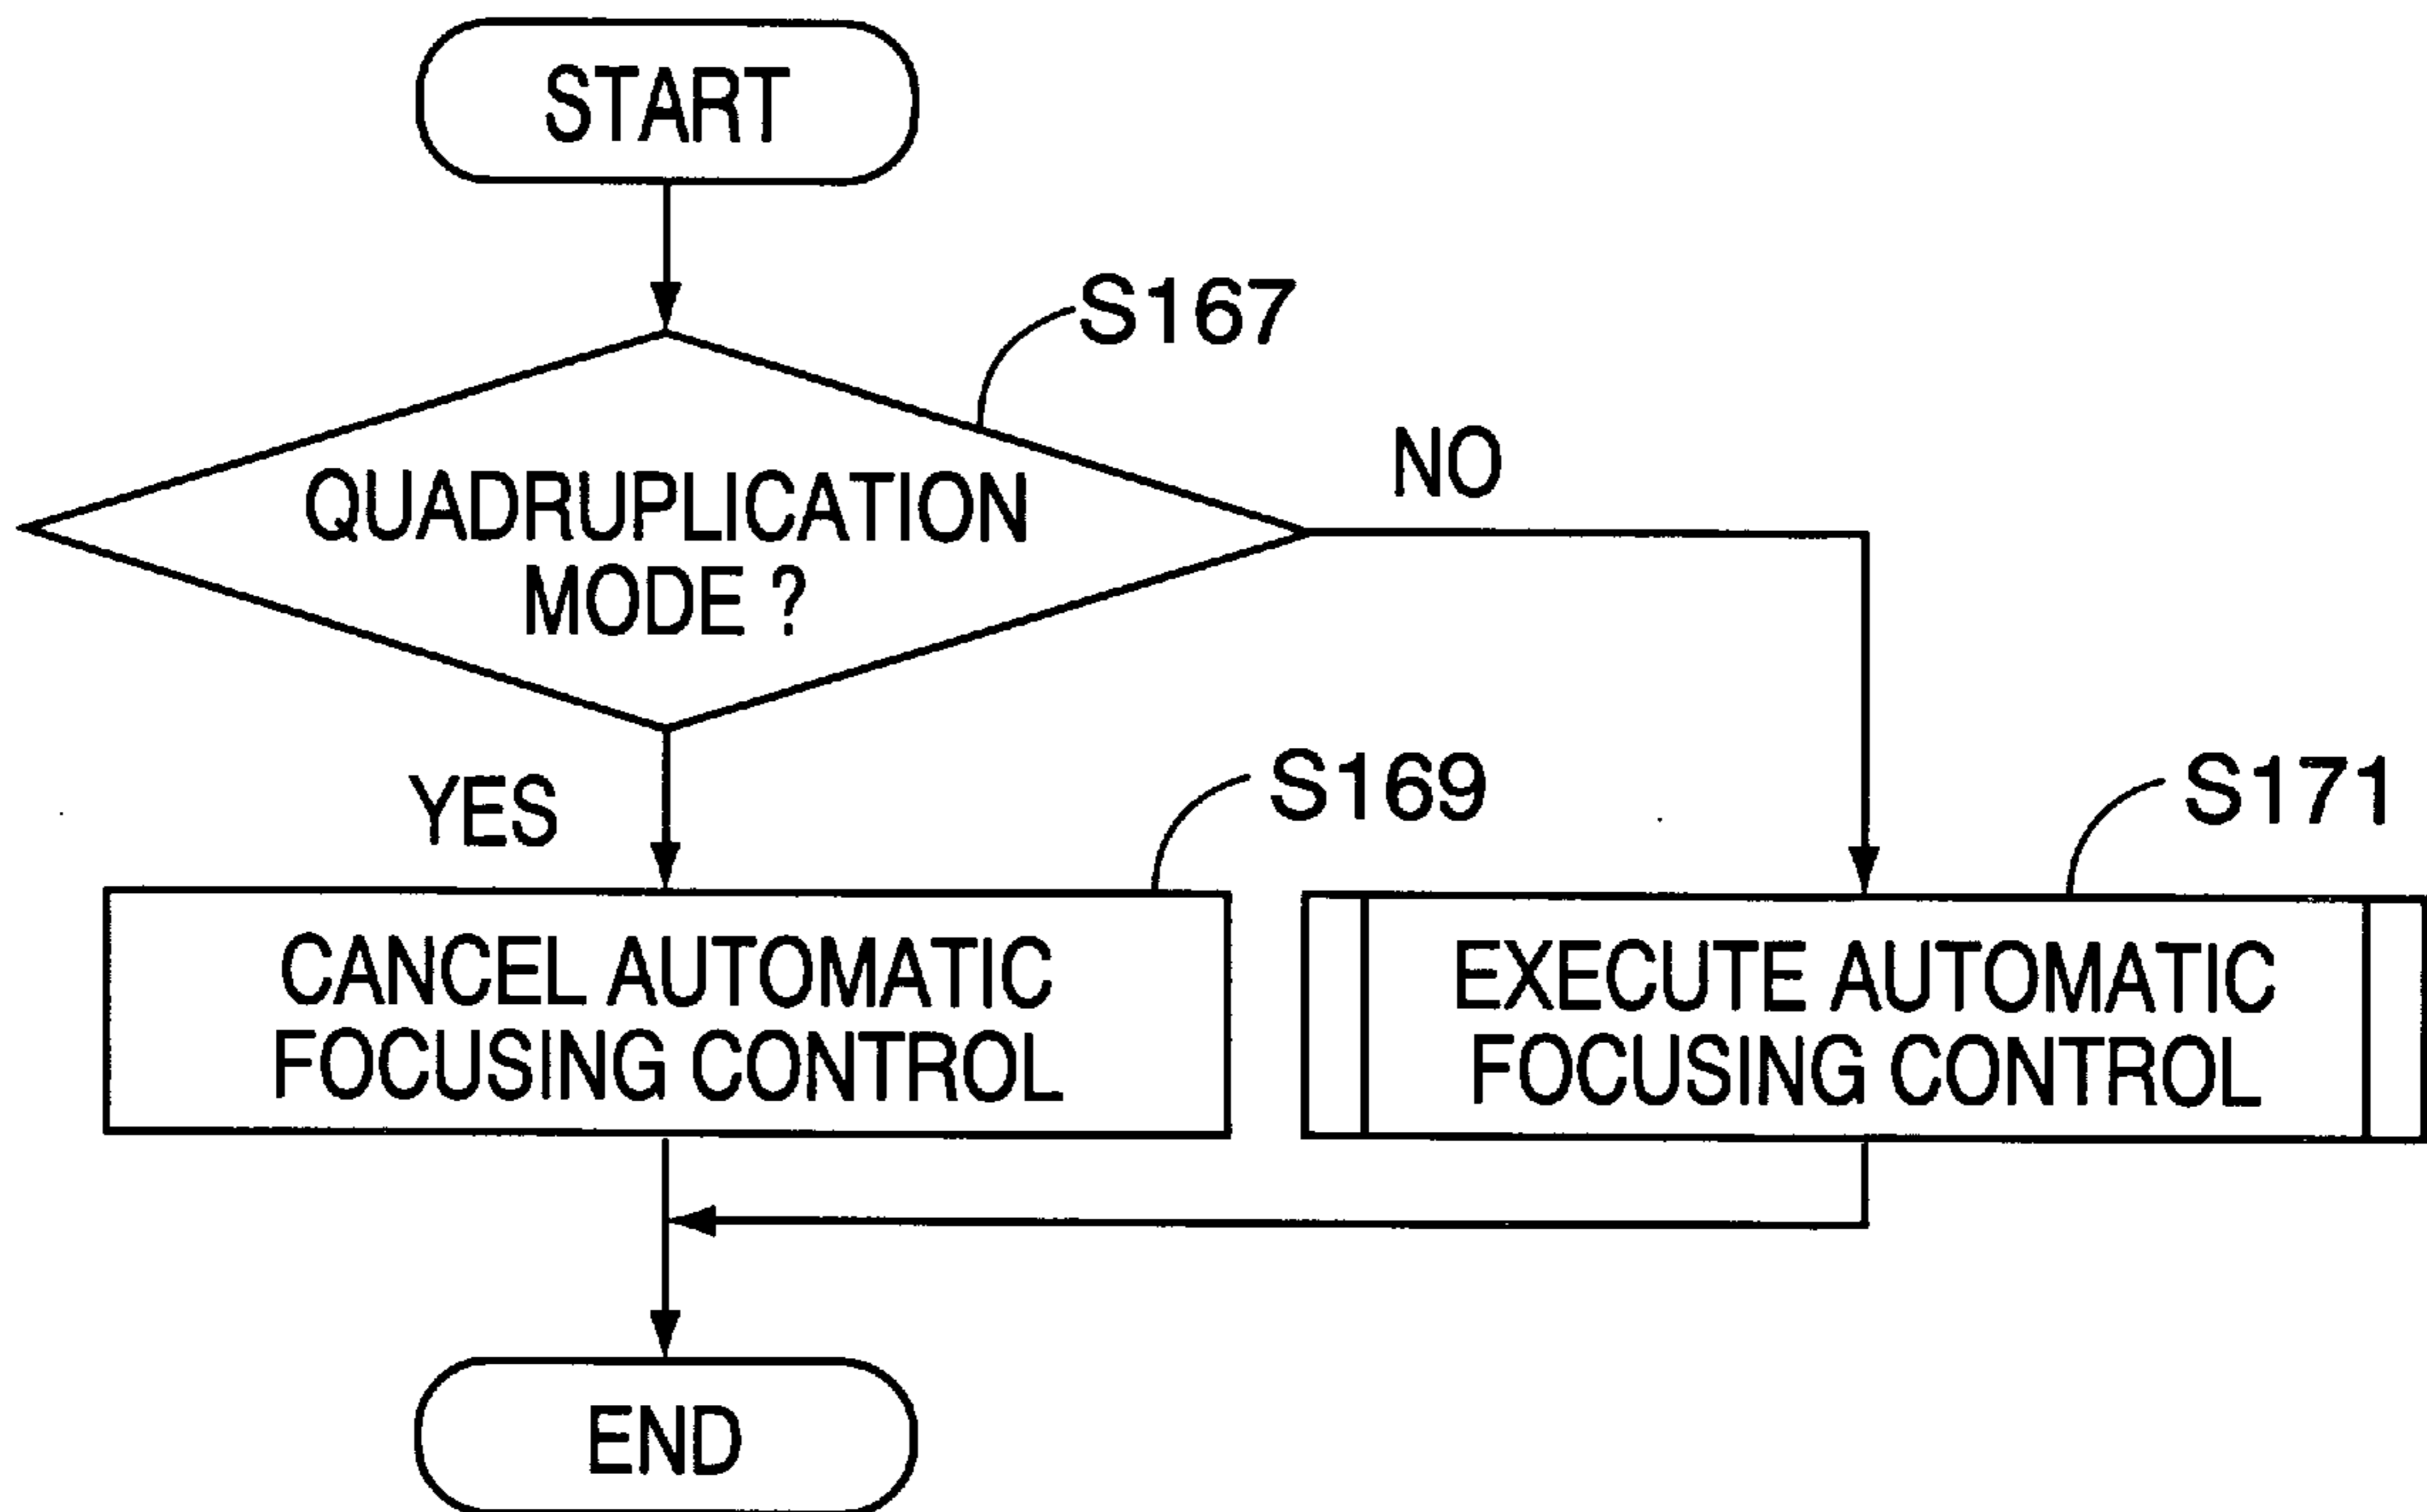 START
S167
QUADRUPLICATION
MODE ?
NO
YES
S169
CANCEL AUTOMATIC
FOCUSING CONTROL
S171
EXECUTE AUTOMATIC
FOCUSING CONTROL
END